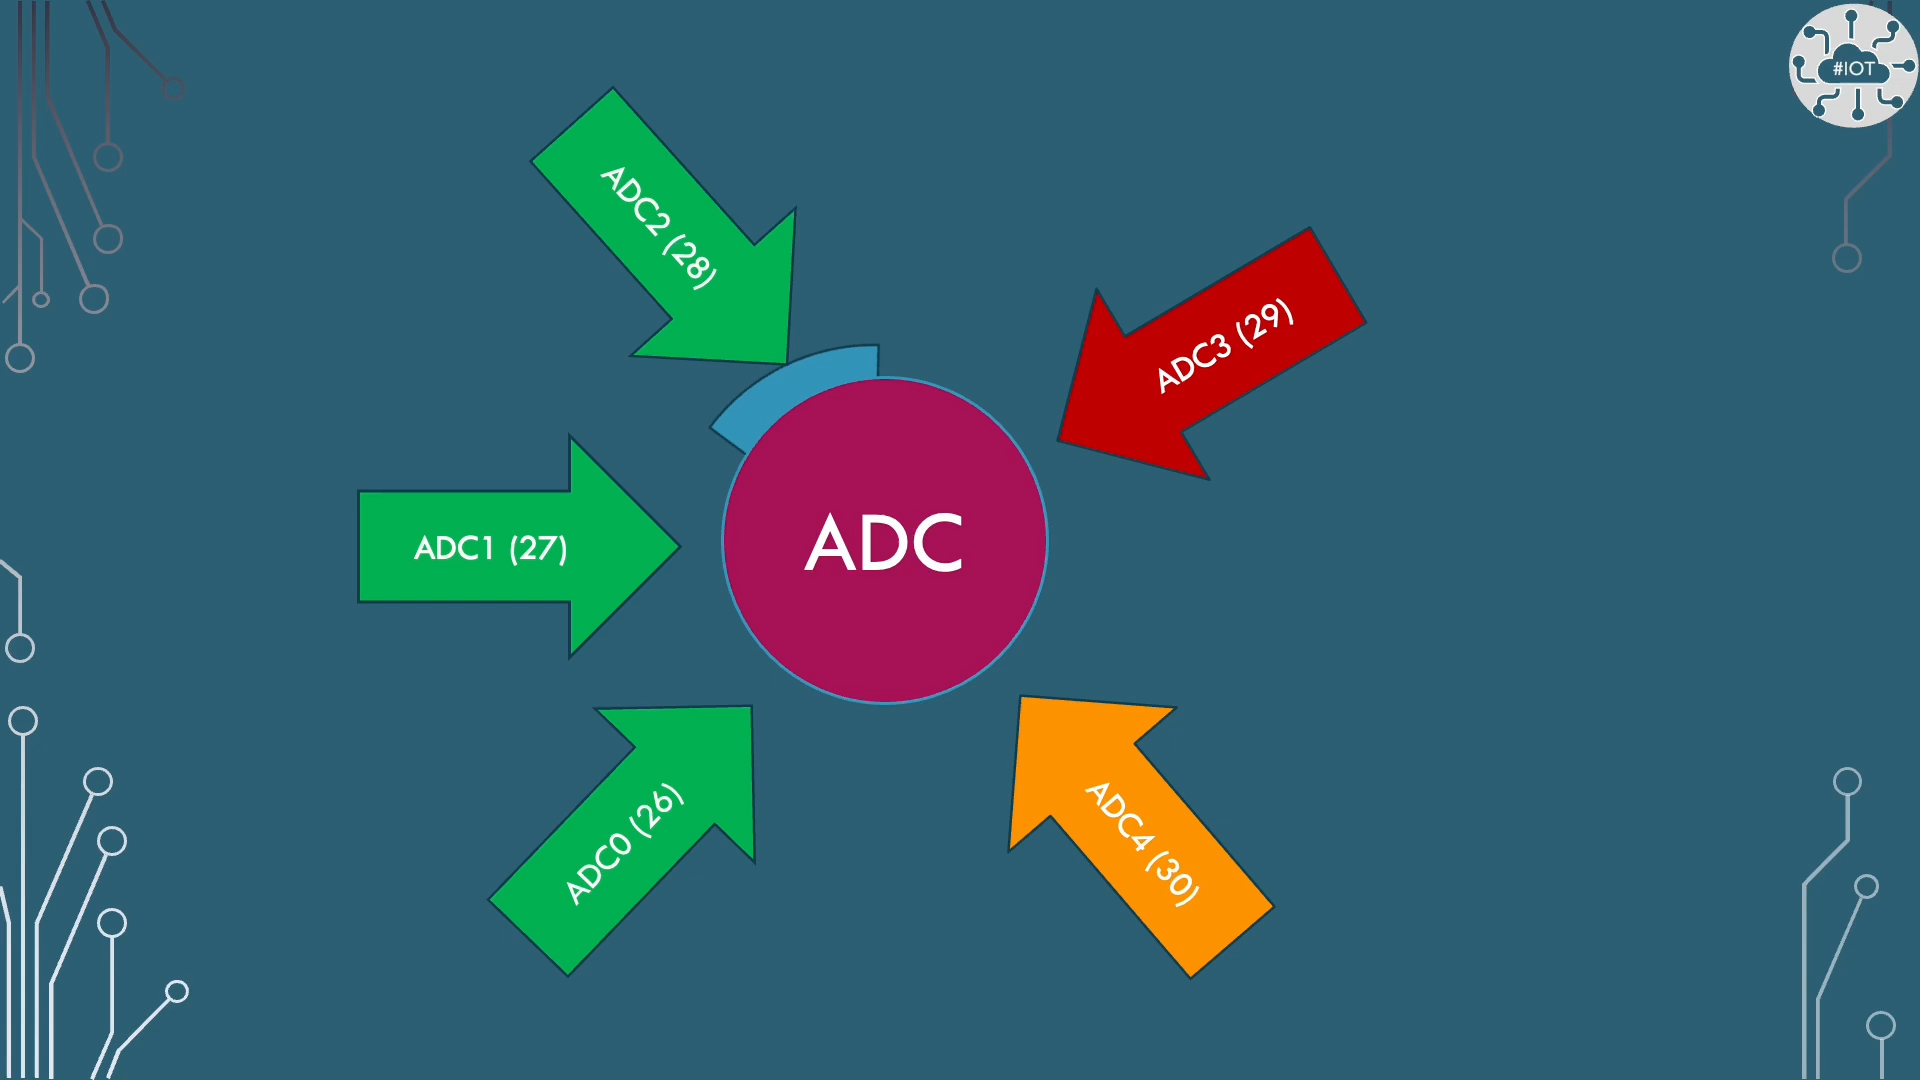 #IOT
ADC2 (28)
ADC3 (29)
ADC1 (27)
ADC
ADC0 (26)
ADC4 (30)